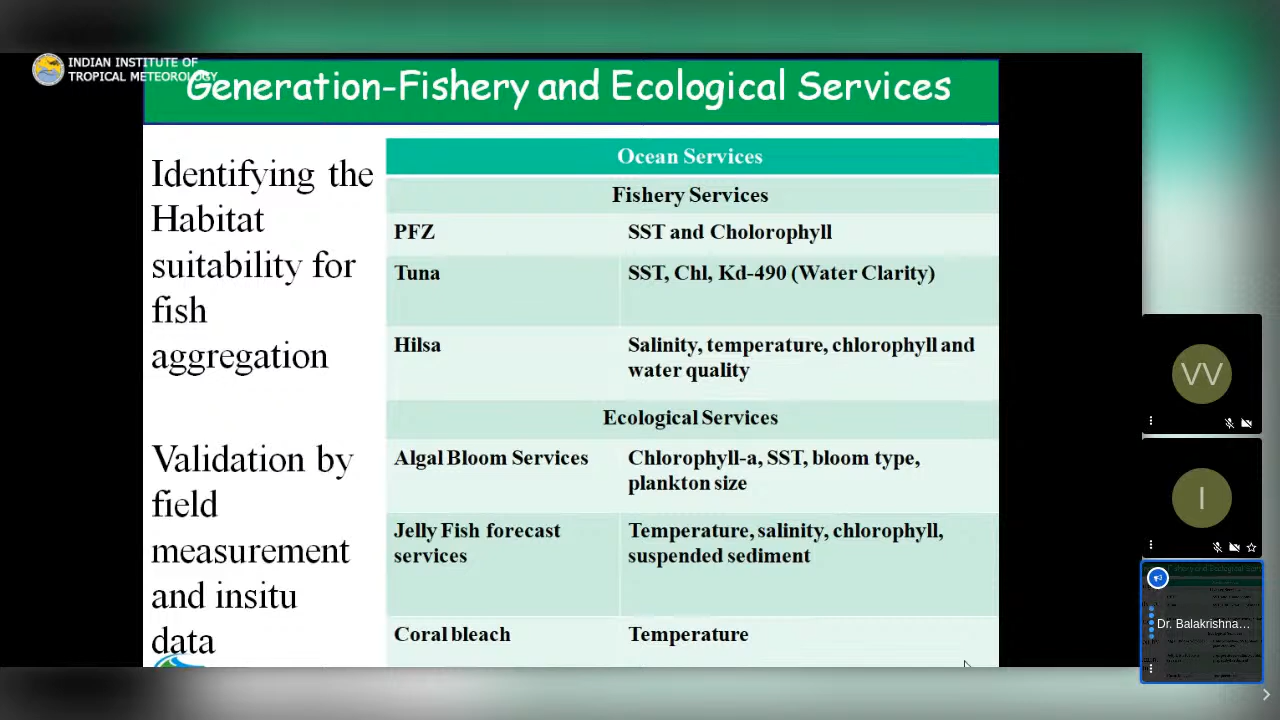 INDIAN INSTITUTE OF
TROPICAL METEOROLOGY
Generation-Fishery and Ecological Services
Identifying the
Habitat
suitability for
fish
aggregation
Validation by
field
measurement
and insitu
data
Ocean Services
Fishery Services
PFZ
SST and Cholorophyll
Tuna
SST, Chl, Kd-490 (Water Clarity)
Hilsa
Salinity, temperature, chlorophyll and
water quality
Ecological Services
Algal Bloom Services
Chlorophyll-a, SST, bloom type,
plankton size
Jelly Fish forecast
services
Temperature, salinity, chlorophyll,
suspended sediment
Coral bleach
Temperature
VV
I
Dr. Balakrishna...